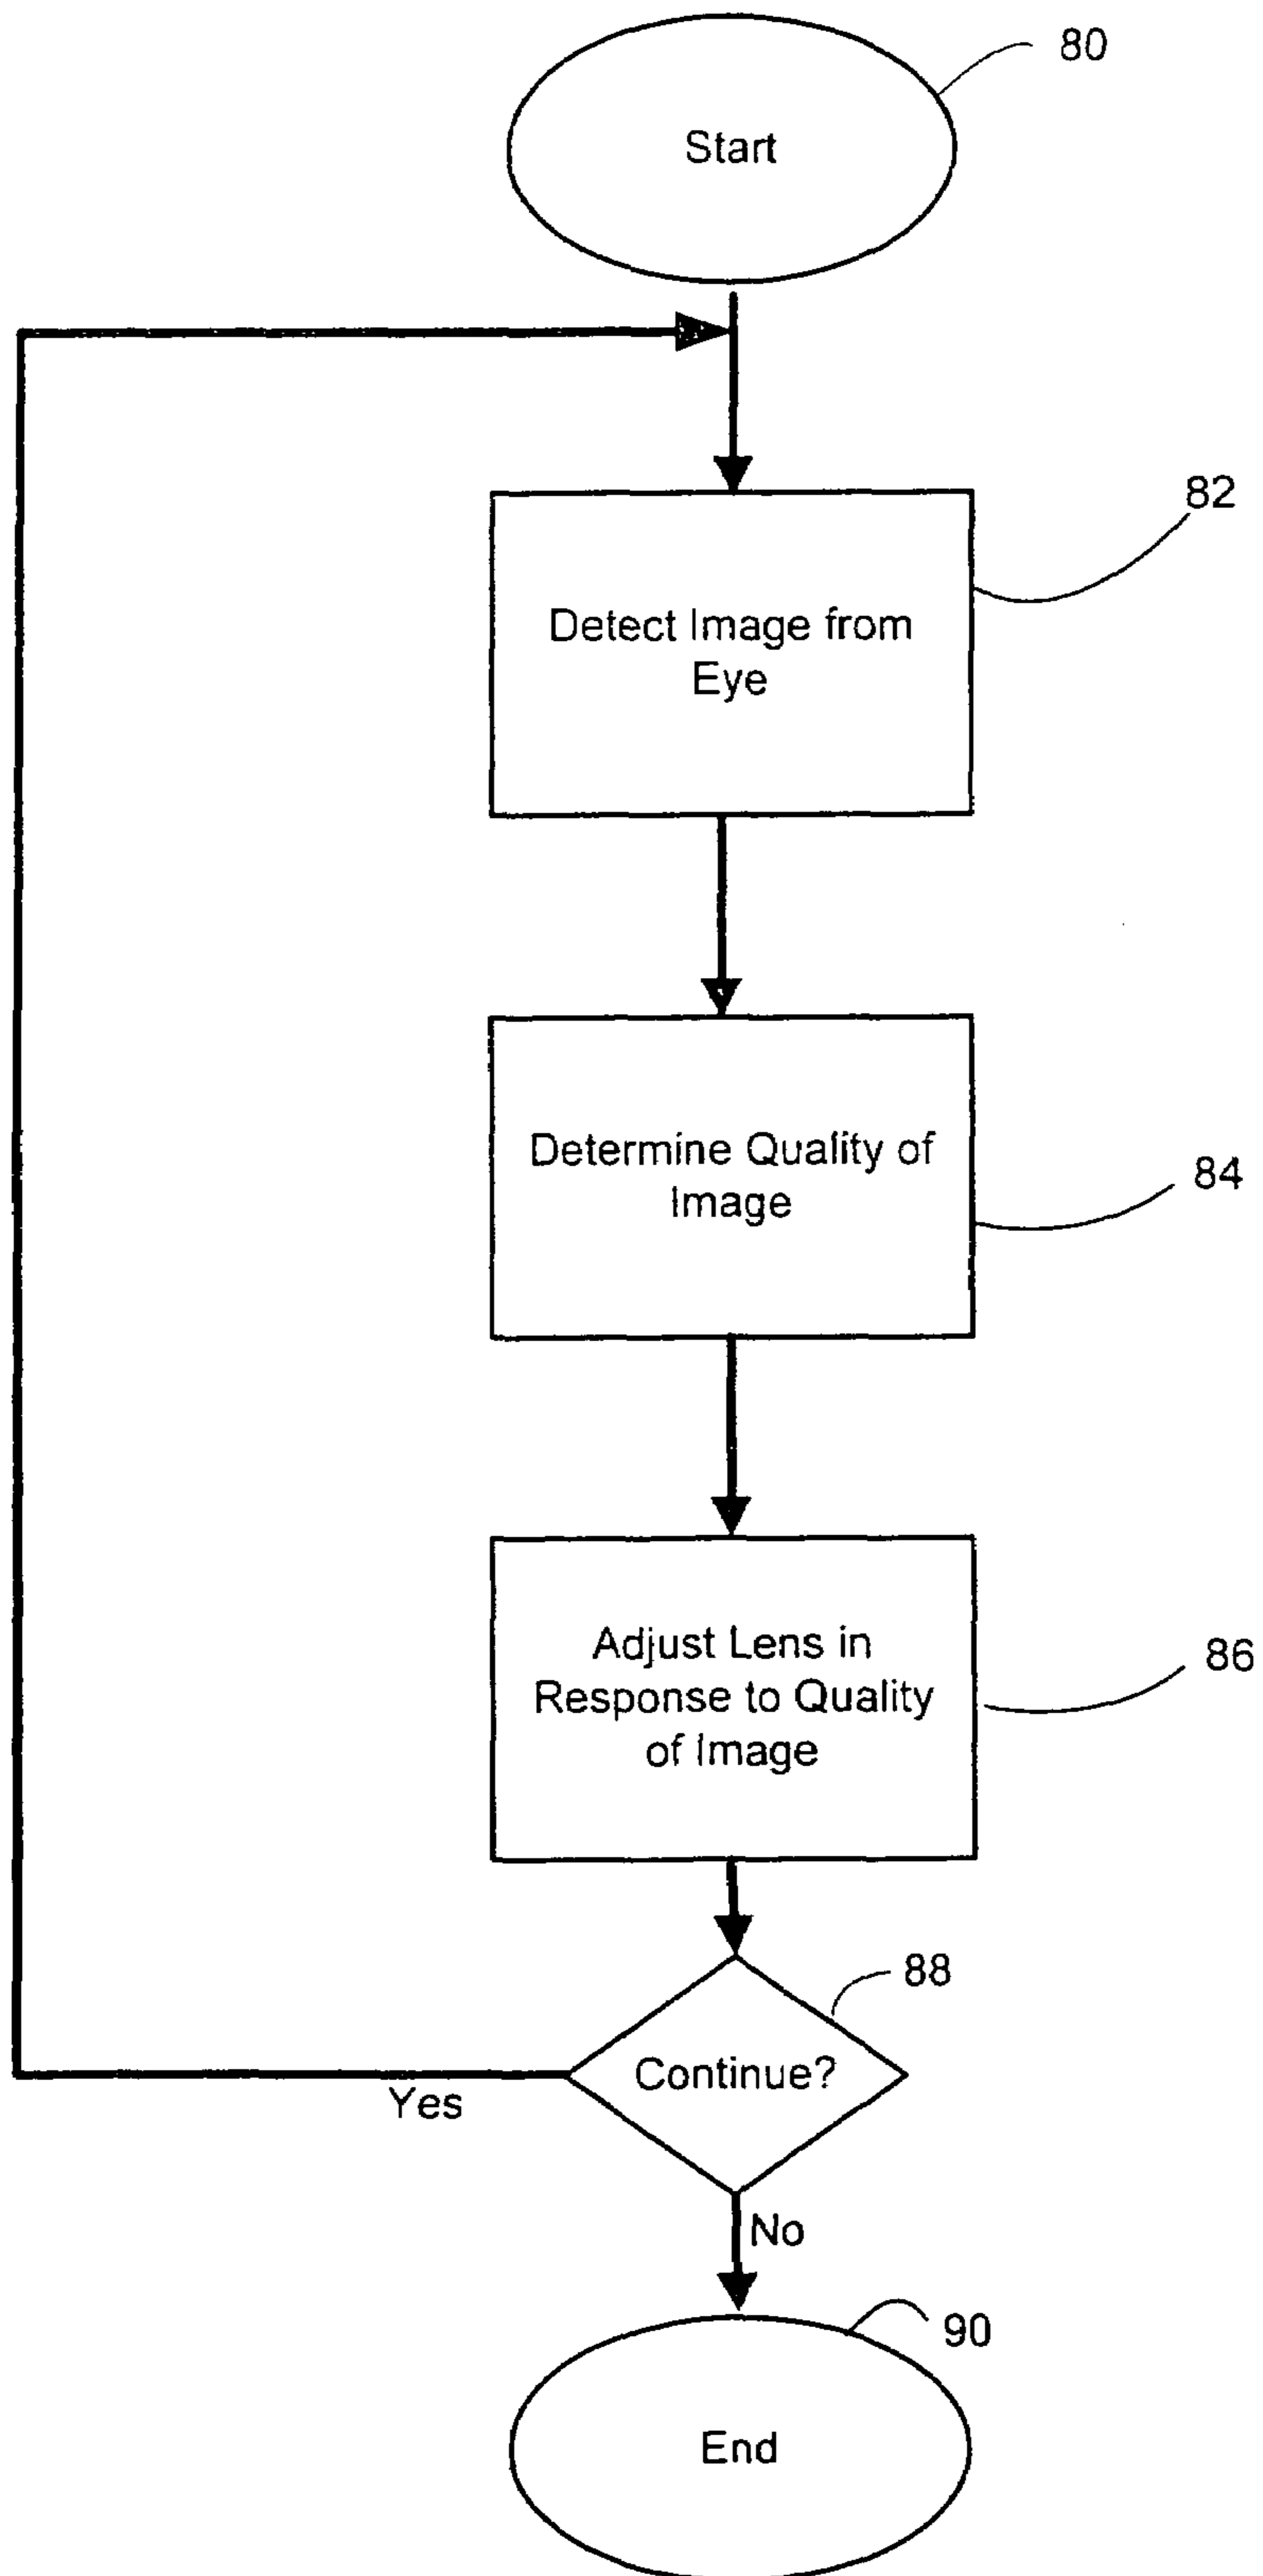 80
Start
82
Detect Image from
Eye
Determine Quality of
Image
84
Adjust Lens in
Response to Quality
of Image
86
88
Continue?
Yes
No
90
End